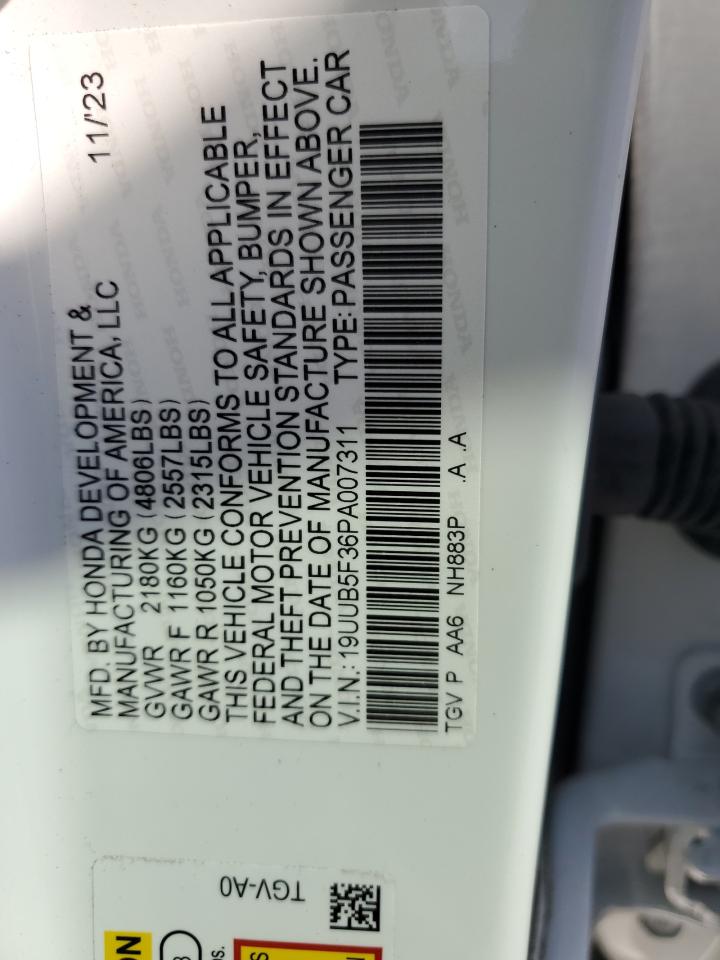 MFD. BY HONDA DEVELOPMENT &
MANUFACTURING OF AMERICA, LLC 11/'23
GVWR 2180KG (4806LBS)
GAWR F 1160KG (2557LBS)
GAWR R 1050KG (2315LBS)
THIS VEHICLE CONFORMS TO ALL APPLICABLE
FEDERAL MOTOR VEHICLE SAFETY, BUMPER,
AND THEFT PREVENTION STANDARDS IN EFFECT
ON THE DATE OF MANUFACTURE SHOWN ABOVE.
V.I.N.: 19UUB5F36PA007311 TYPE:PASSENGER CAR
TGV P AA6 NH883P .A .A
TGV-A0